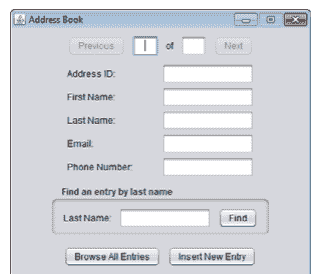 Address Book
Previous of Next
Address ID:
First Name:
Last Name:
Email:
Phone Number:
Find an entry by last name
Last Name: Find
Browse All Entries Insert New Entry